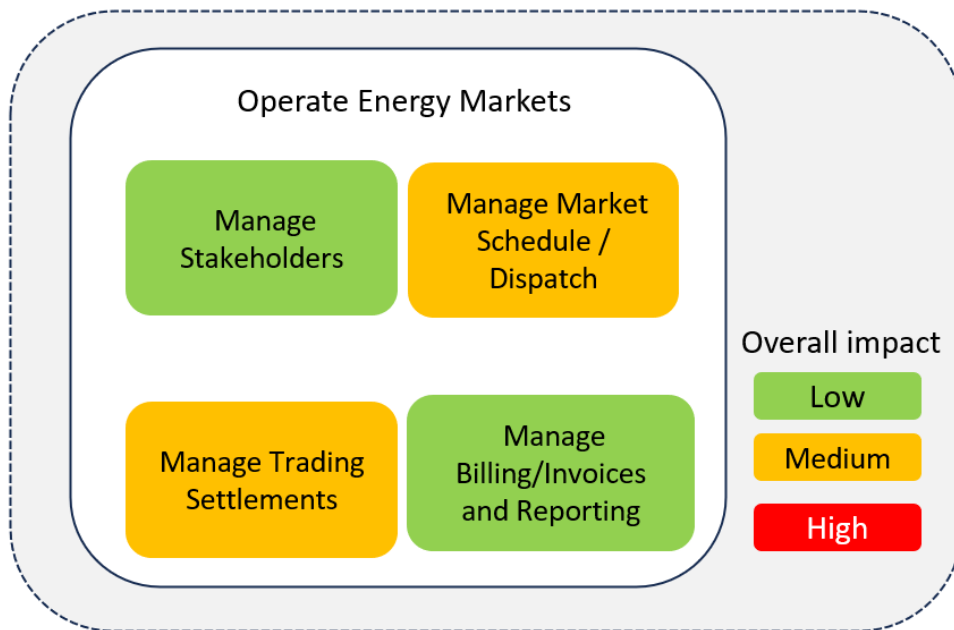 Operate Energy Markets
Manage
Stakeholders
Manage Market
Schedule /
Dispatch
Manage Trading
Settlements
Manage
Billing/Invoices
and Reporting
Overall impact
Low
Medium
High